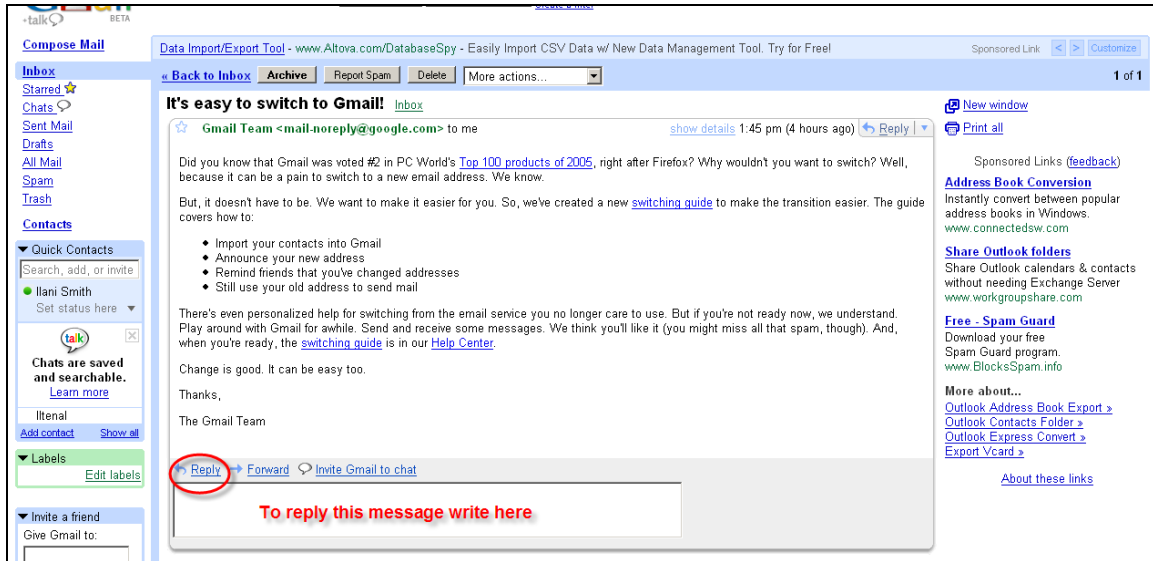 Create a filter
talk BETA
Compose Mail
Inbox
Starred
Chats
Sent Mail
Drafts
All Mail
Spam
Trash
Contacts
Quick Contacts
Search, add, or invite
Ilani Smith
Set status here
talk
Chats are saved
and searchable.
Learn more
Iltenal
Add contact Show all
Labels
Edit labels
Invite a friend
Give Gmail to:
Data Import/Export Tool - www.Altova.com/DatabaseSpy - Easily Import CSV Data w/ New Data Management Tool. Try for Free!
Sponsored Link < > Customize
« Back to Inbox Archive Report Spam Delete More actions... 1 of 1
It's easy to switch to Gmail! Inbox
Gmail Team <mail-noreply@google.com> to me show details 1:45 pm (4 hours ago) Reply
Did you know that Gmail was voted #2 in PC World's Top 100 products of 2005, right after Firefox? Why wouldn't you want to switch? Well,
because it can be a pain to switch to a new email address. We know.
But, it doesn't have to be. We want to make it easier for you. So, we've created a new switching guide to make the transition easier. The guide
covers how to:
♦ Import your contacts into Gmail
♦ Announce your new address
♦ Remind friends that you've changed addresses
♦ Still use your old address to send mail
There's even personalized help for switching from the email service you no longer care to use. But if you're not ready now, we understand.
Play around with Gmail for awhile. Send and receive some messages. We think you'll like it (you might miss all that spam, though). And,
when you're ready, the switching guide is in our Help Center.
Change is good. It can be easy too.
Thanks,
The Gmail Team
Reply Forward Invite Gmail to chat
To reply this message write here
New window
Print all
Sponsored Links (feedback)
Address Book Conversion
Instantly convert between popular
address books in Windows.
www.connectedsw.com
Share Outlook folders
Share Outlook calendars & contacts
without needing Exchange Server
www.workgroupshare.com
Free - Spam Guard
Download your free
Spam Guard program.
www.BlocksSpam.info
More about...
Outlook Address Book Export »
Outlook Contacts Folder »
Outlook Express Convert »
Export Vcard »
About these links